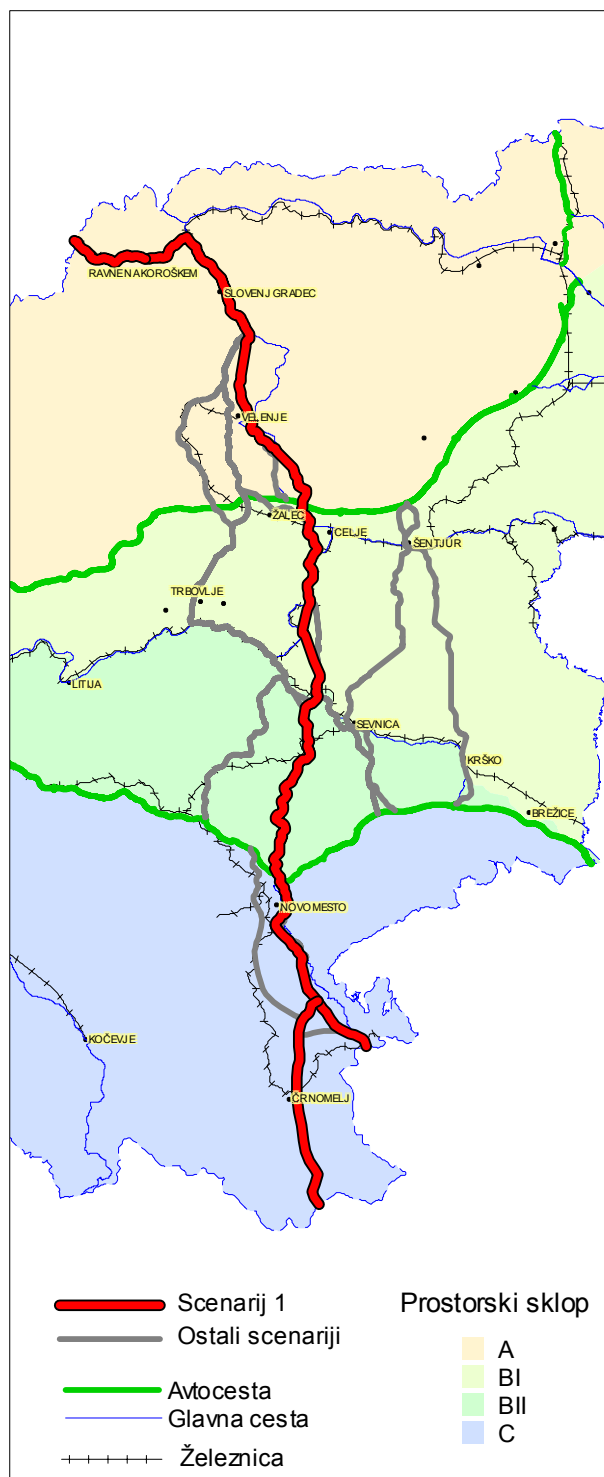 RAVNE NA KOROŠKEM
SLOVENJ GRADEC
VELENJE
ŽALEC
CELJE
ŠENTJUR
TRBOVLJE
LITIJA
SEVNICA
KRŠKO
BREŽICE
NOVO MESTO
KOČEVJE
ČRNOMELJ
Scenarij 1
Ostali scenariji
Avtocesta
Glavna cesta
Železnica
Prostorski sklop
A
BI
BII
C